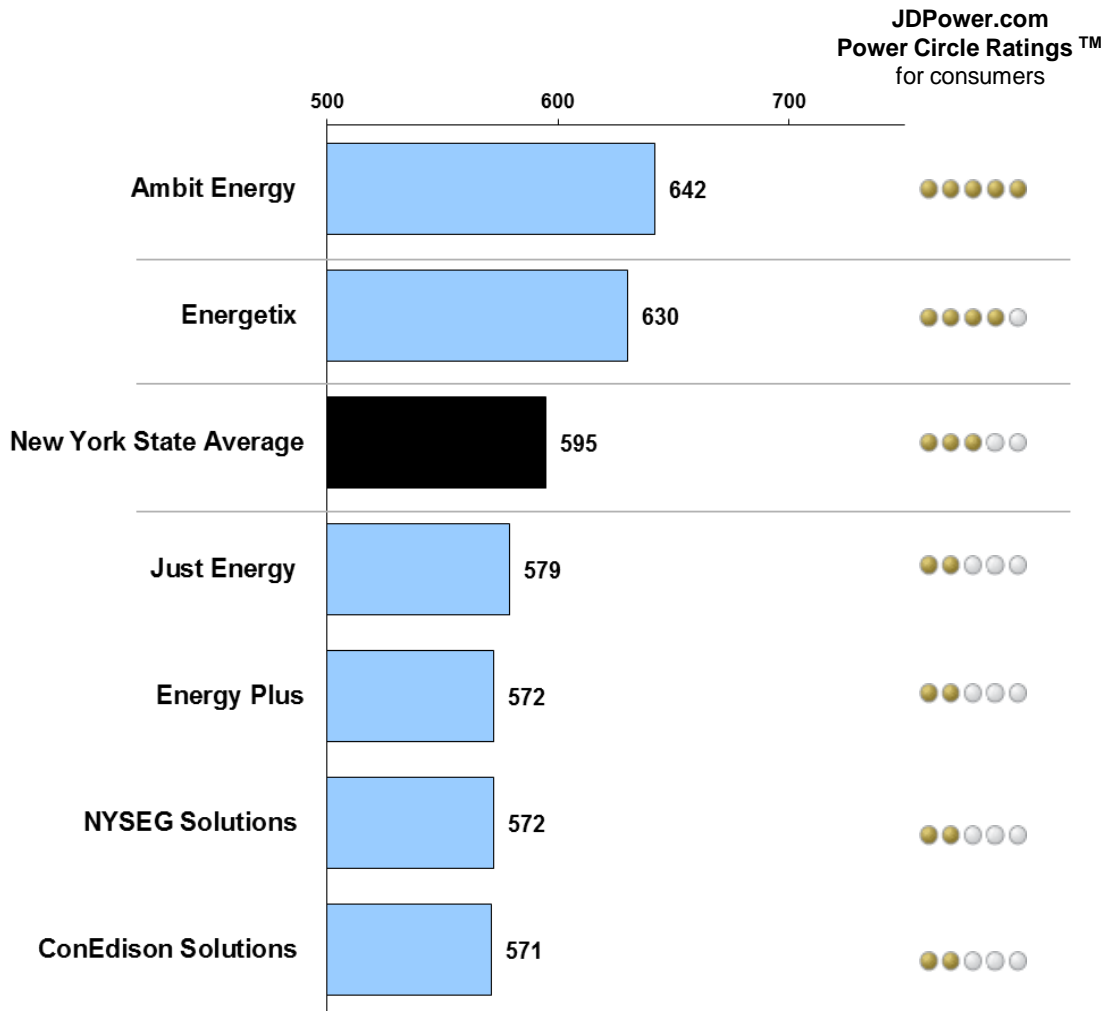 JDPower.com
Power Circle Ratings TM
for consumers
500 600 700
Ambit Energy 642
Energetix 630
New York State Average 595
Just Energy 579
Energy Plus 572
NYSEG Solutions 572
ConEdison Solutions 571